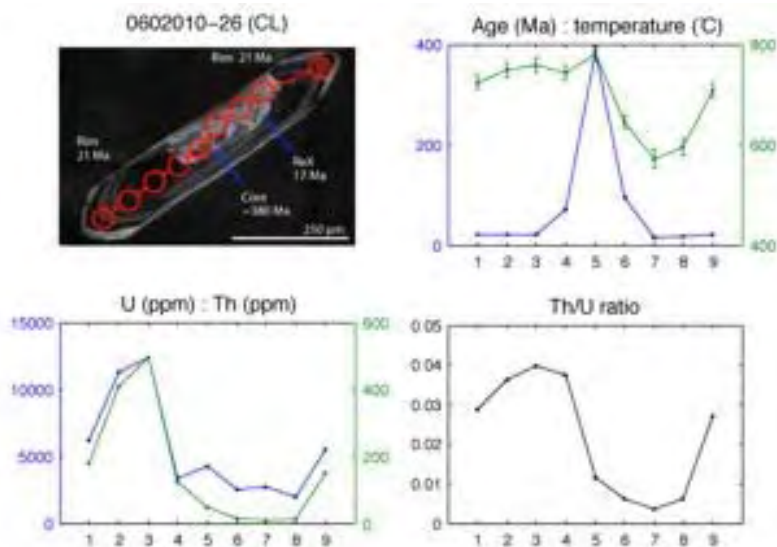 0602010-26 (CL)
Rim 21 Ma
Rim
21 Ma
ReX
17 Ma
Core
~380 Ma
250 µm
Age (Ma) : temperature (℃)
400
200
0
800
600
400
1 2 3 4 5 6 7 8 9
U (ppm) : Th (ppm)
15000
10000
5000
0
600
400
200
0
1 2 3 4 5 6 7 8 9
Th/U ratio
0.05
0.04
0.03
0.02
0.01
0
1 2 3 4 5 6 7 8 9